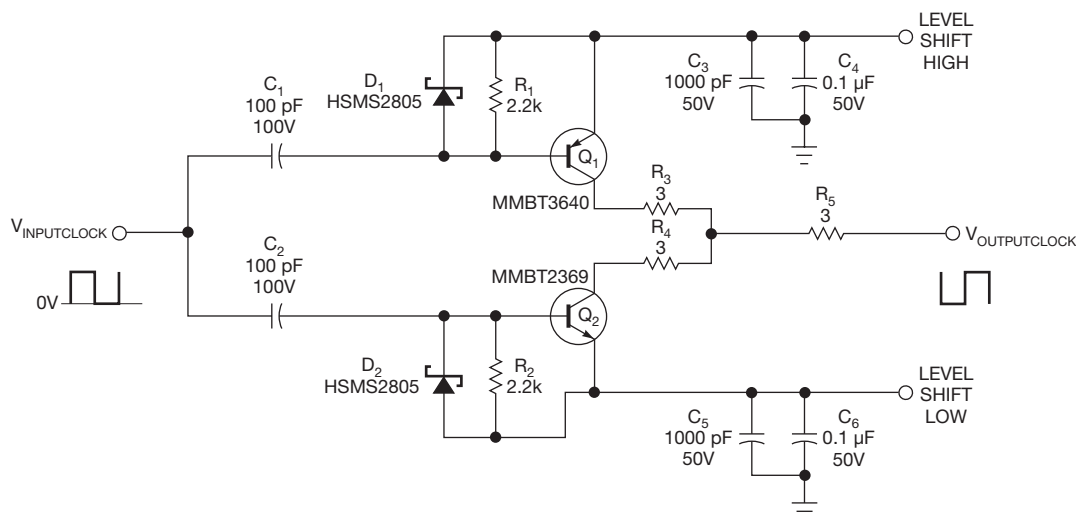 LEVEL
SHIFT
HIGH
C3
1000 pF
50V
C4
0.1 µF
50V
D1
HSMS2805
R1
2.2k
C1
100 pF
100V
Q1
MMBT3640
R3
3
R5
3
VINPUTCLOCK
R4
3
VOUTPUTCLOCK
C2
100 pF
100V
MMBT2369
0V
Q2
D2
HSMS2805
R2
2.2k
LEVEL
SHIFT
LOW
C5
1000 pF
50V
C6
0.1 µF
50V